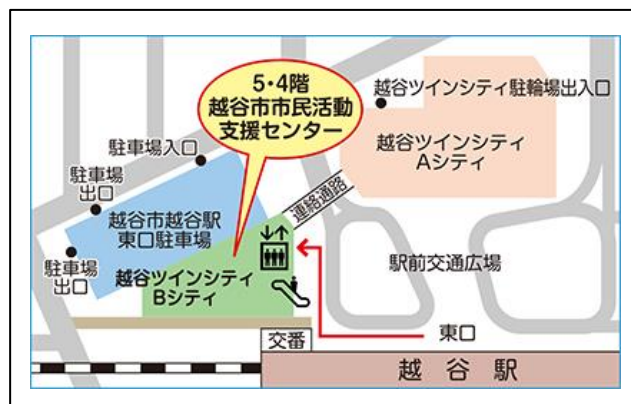 5・4階
越谷市市民活動
支援センター
越谷ツインシティ駐輪場出入口
越谷ツインシティ
Aシティ
駐車場入口
駐車場
出口
連絡通路
越谷市越谷駅
東口駐車場
駐車場
出口
越谷ツインシティ
Bシティ
駅前交通広場
交番
東口
越谷駅